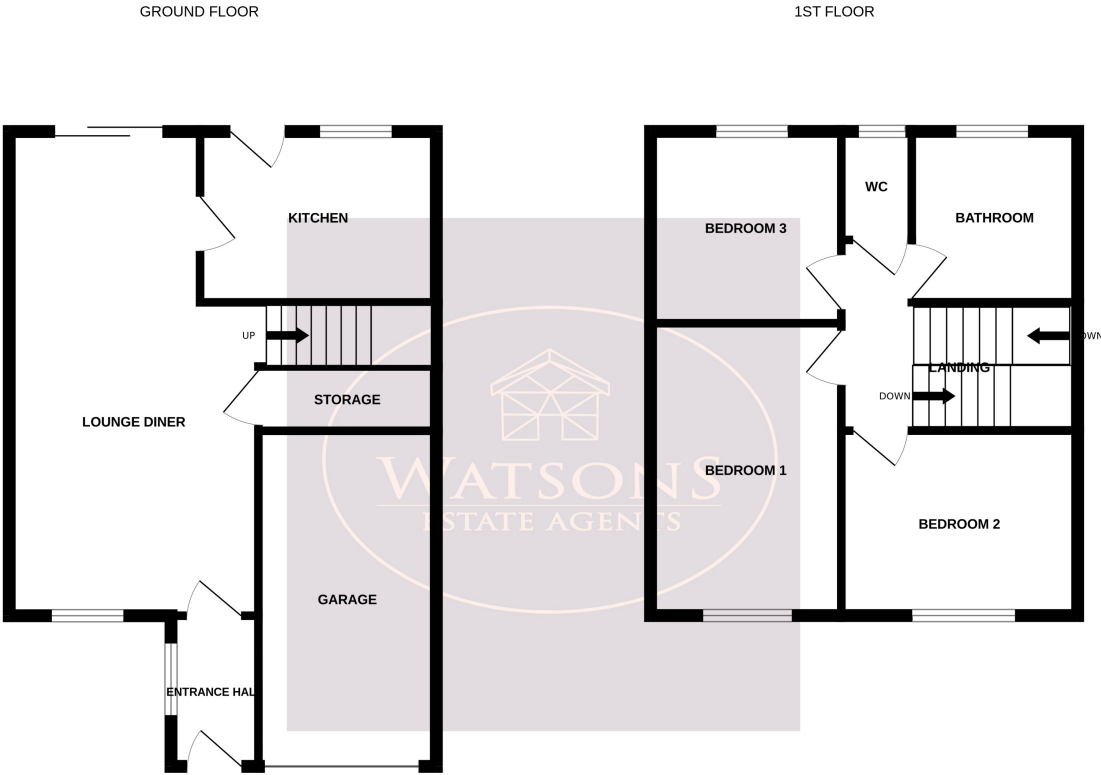 GROUND FLOOR
1ST FLOOR
KITCHEN
UP
STORAGE
LOUNGE DINER
GARAGE
ENTRANCE HAL
WC
BEDROOM 3
BATHROOM
DOWN
LANDING
DOWN
BEDROOM 1
BEDROOM 2
WATSONS
ESTATE AGENTS